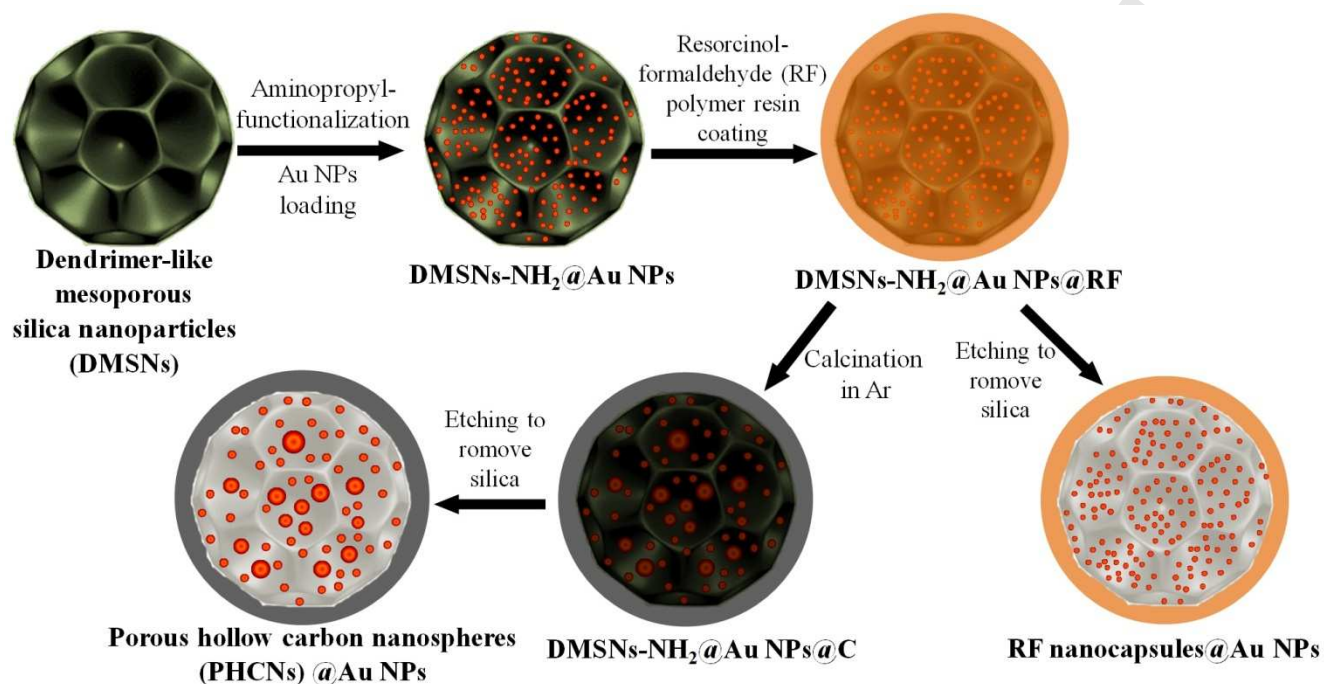 Aminopropyl-
functionalization
Au NPs
loading
Resorcinol-
formaldehyde (RF)
polymer resin
coating
Dendrimer-like
mesoporous
silica nanoparticles
(DMSNs)
DMSNs-NH₂@Au NPs
DMSNs-NH₂@Au NPs@RF
Calcination
in Ar
Etching to
romove
silica
Etching to
romove
silica
Porous hollow carbon nanospheres
(PHCNs) @Au NPs
DMSNs-NH₂@Au NPs@C
RF nanocapsules@Au NPs